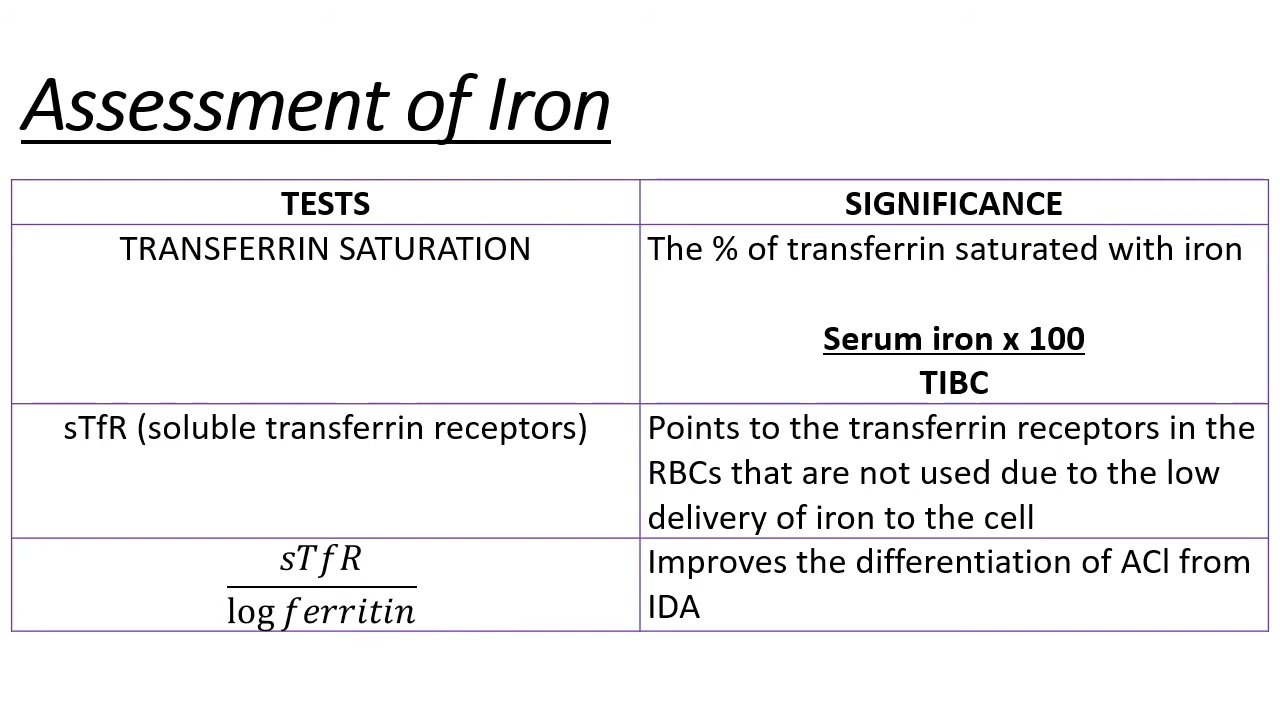 Assessment of Iron
TESTS
SIGNIFICANCE
TRANSFERRIN SATURATION
The % of transferrin saturated with iron
Serum iron x 100
TIBC
sTfR (soluble transferrin receptors)
Points to the transferrin receptors in the
RBCs that are not used due to the low
delivery of iron to the cell
sTfR
log ferritin
Improves the differentiation of ACl from
IDA